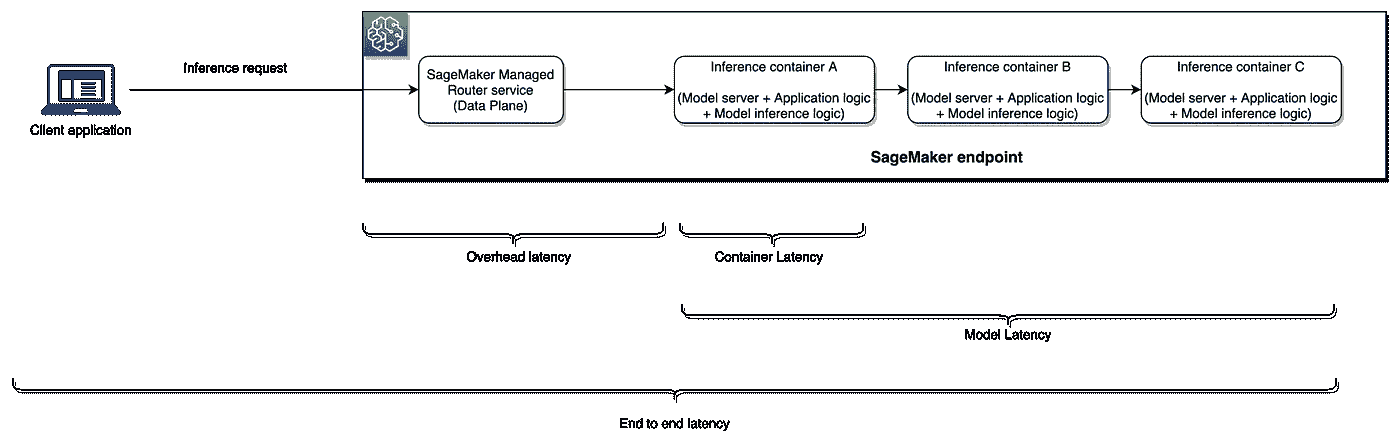 Inference request
Client application
SageMaker Managed
Router service
(Data Plane)
Inference container A
(Model server + Application logic
+ Model inference logic)
Inference container B
(Model server + Application logic
+ Model inference logic)
Inference container C
(Model server + Application logic
+ Model inference logic)
SageMaker endpoint
Overhead latency
Container Latency
Model Latency
End to end latency